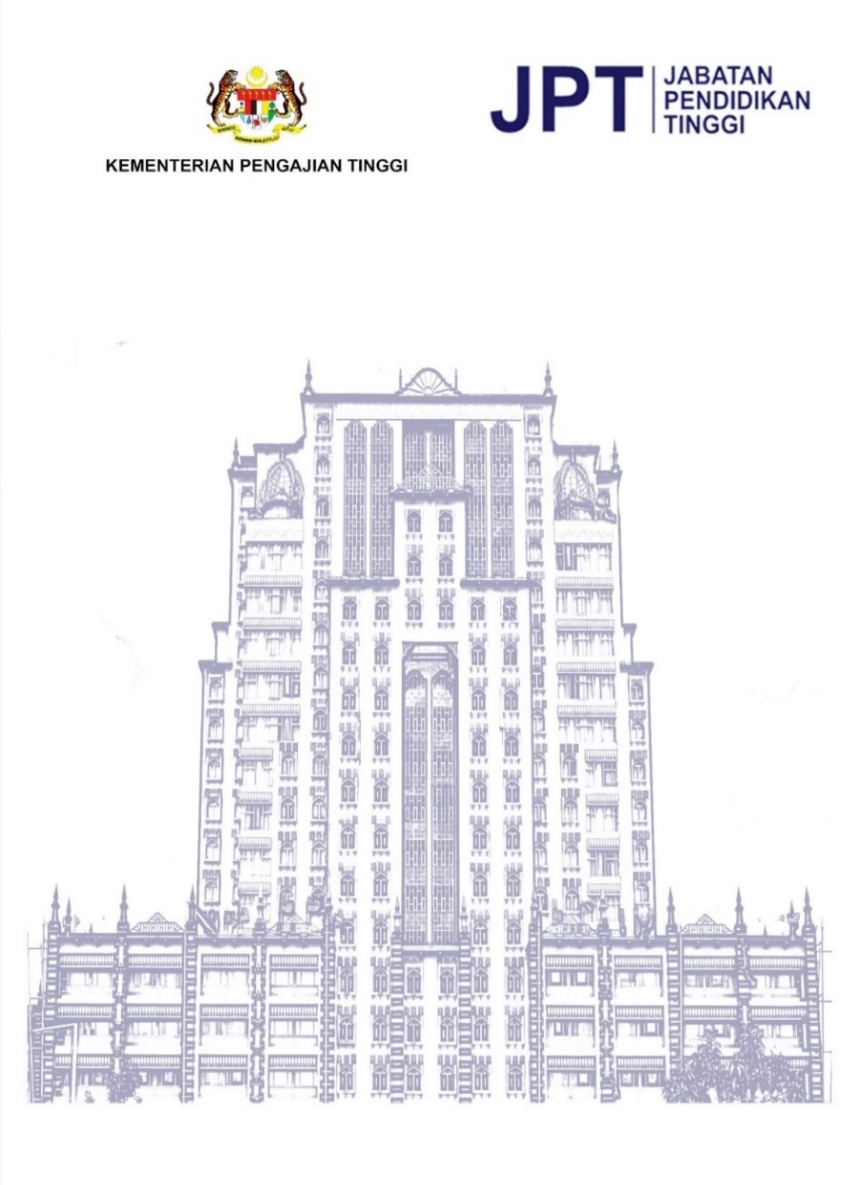 KEMENTERIAN PENGAJIAN TINGGI
JPT
JABATAN
PENDIDIKAN
TINGGI